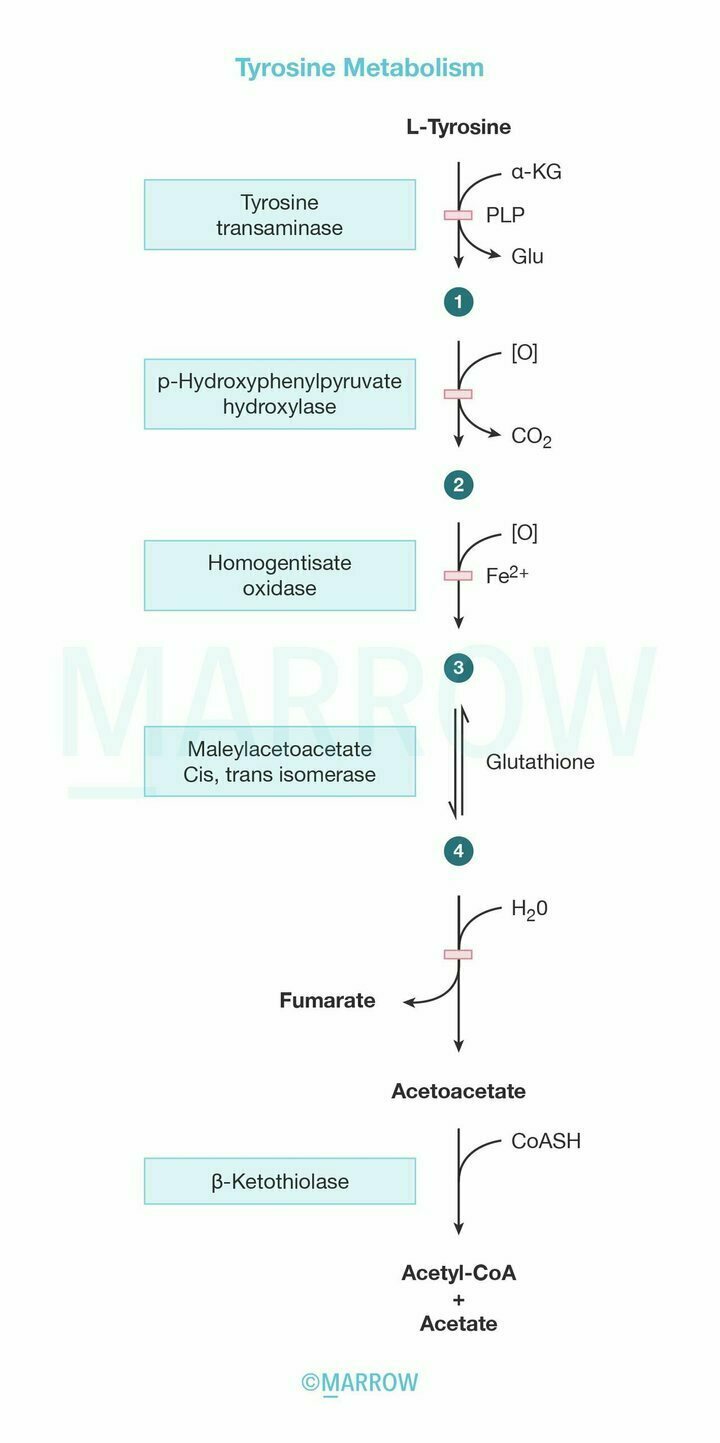 Tyrosine Metabolism
L-Tyrosine
α-KG
Tyrosine
transaminase
PLP
Glu
1
[O]
p-Hydroxyphenylpyruvate
hydroxylase
CO₂
2
[O]
Homogentisate
oxidase
Fe²⁺
3
MARROW
Maleylacetoacetate
Cis, trans isomerase
Glutathione
4
H₂0
Fumarate
Acetoacetate
CoASH
β-Ketothiolase
Acetyl-CoA
+
Acetate
©MARROW